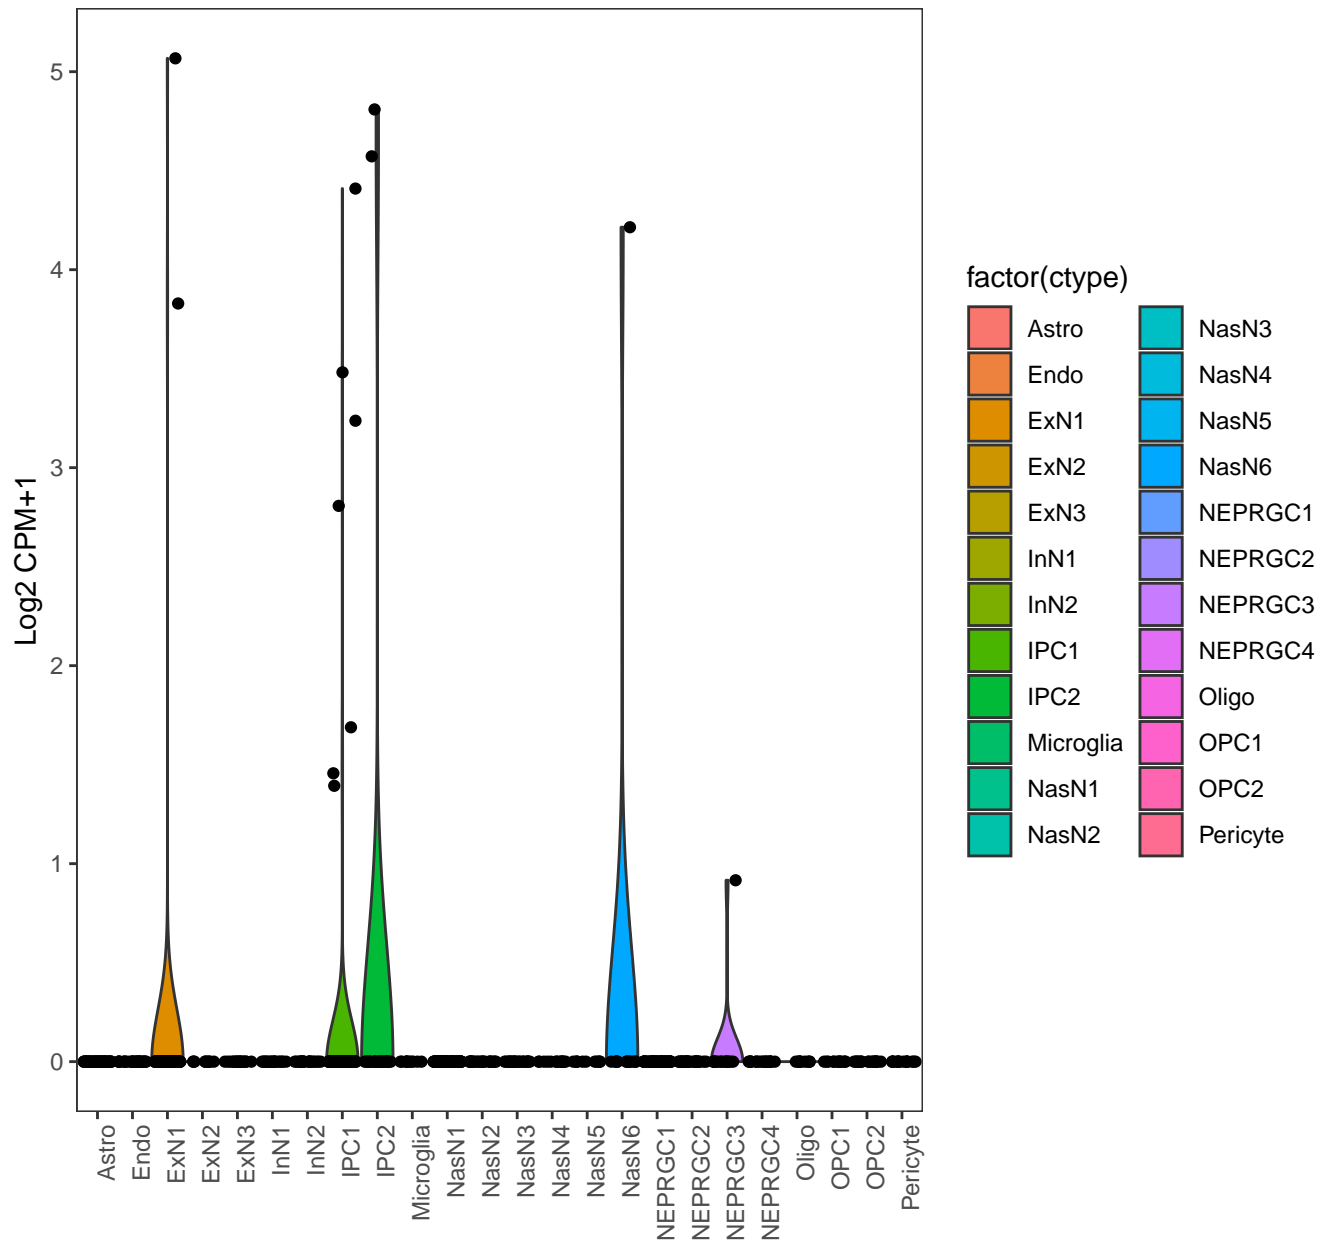 Log2 CPM+1
5
4
3
2
1
0
Astro
Endo
ExN1
ExN2
ExN3
InN1
InN2
IPC1
IPC2
Microglia
NasN1
NasN2
NasN3
NasN4
NasN5
NasN6
NEPRGC1
NEPRGC2
NEPRGC3
NEPRGC4
Oligo
OPC1
OPC2
Pericyte
factor(ctype)
Astro
Endo
ExN1
ExN2
ExN3
InN1
InN2
IPC1
IPC2
Microglia
NasN1
NasN2
NasN3
NasN4
NasN5
NasN6
NEPRGC1
NEPRGC2
NEPRGC3
NEPRGC4
Oligo
OPC1
OPC2
Pericyte